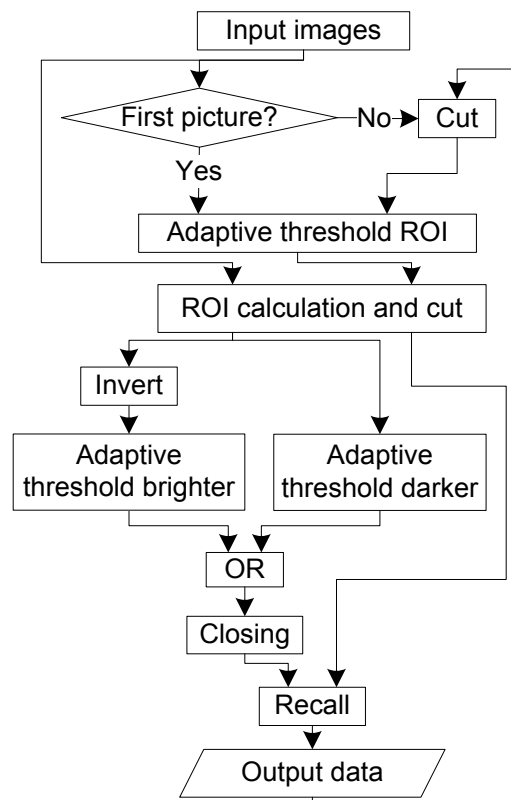 Input images
First picture?
No
Cut
Yes
Adaptive threshold ROI
ROI calculation and cut
Invert
Adaptive
threshold brighter
Adaptive
threshold darker
OR
Closing
Recall
Output data